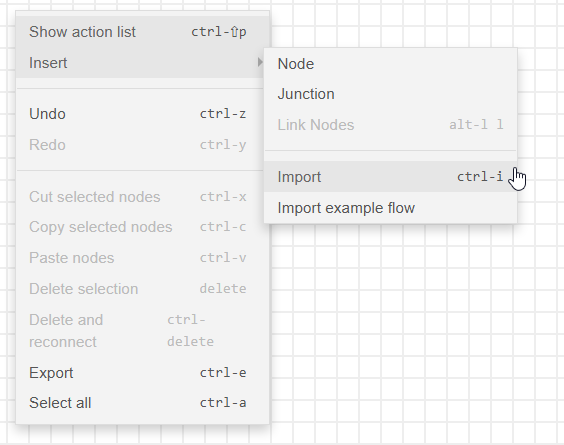 Show action list ctrl-⇧p
Insert
Undo ctrl-z
Redo ctrl-y
Cut selected nodes ctrl-x
Copy selected nodes ctrl-c
Paste nodes ctrl-v
Delete selection delete
Delete and ctrl-
reconnect delete
Export ctrl-e
Select all ctrl-a
Node
Junction
Link Nodes alt-l l
Import ctrl-i
Import example flow